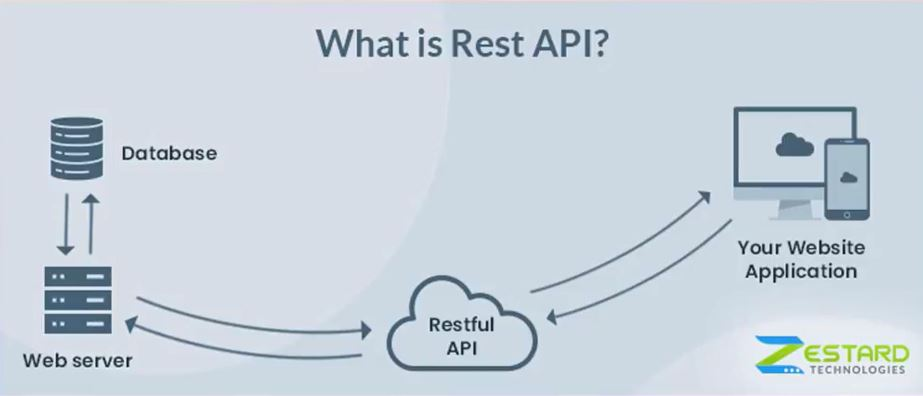 What is Rest API?
Database
Your Website
Application
Restful
API
Web server
ZESTARD
TECHNOLOGIES